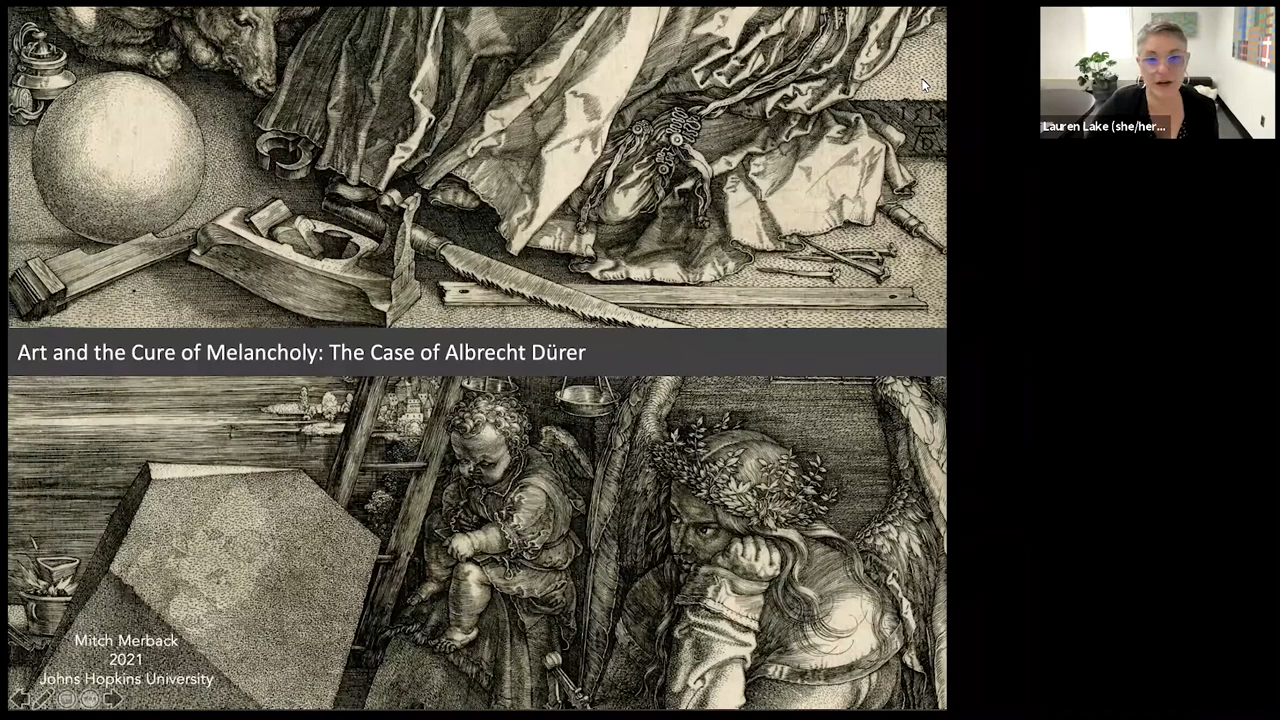 Lauren Lake (she/her...
Art and the Cure of Melancholy: The Case of Albrecht Dürer
Mitch Merback
2021
Johns Hopkins University